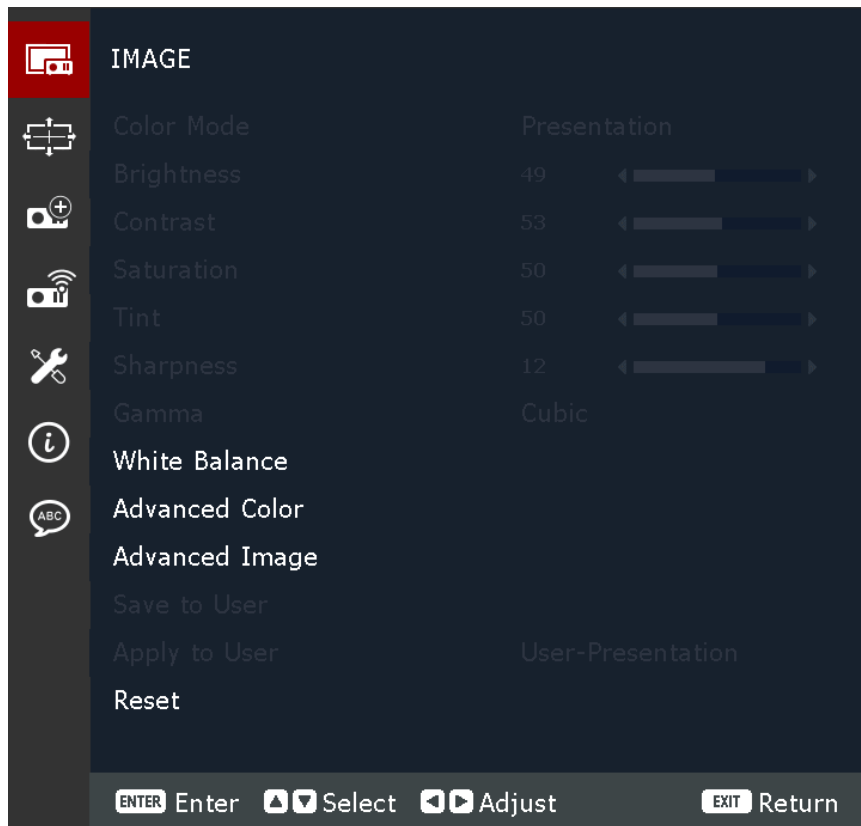 IMAGE
Color Mode Presentation
Brightness 49
Contrast 53
Saturation 50
Tint 50
Sharpness 12
Gamma Cubic
White Balance
Advanced Color
Advanced Image
Save to User
Apply to User User-Presentation
Reset
i
ABC
ENTER Enter Select Adjust EXIT Return